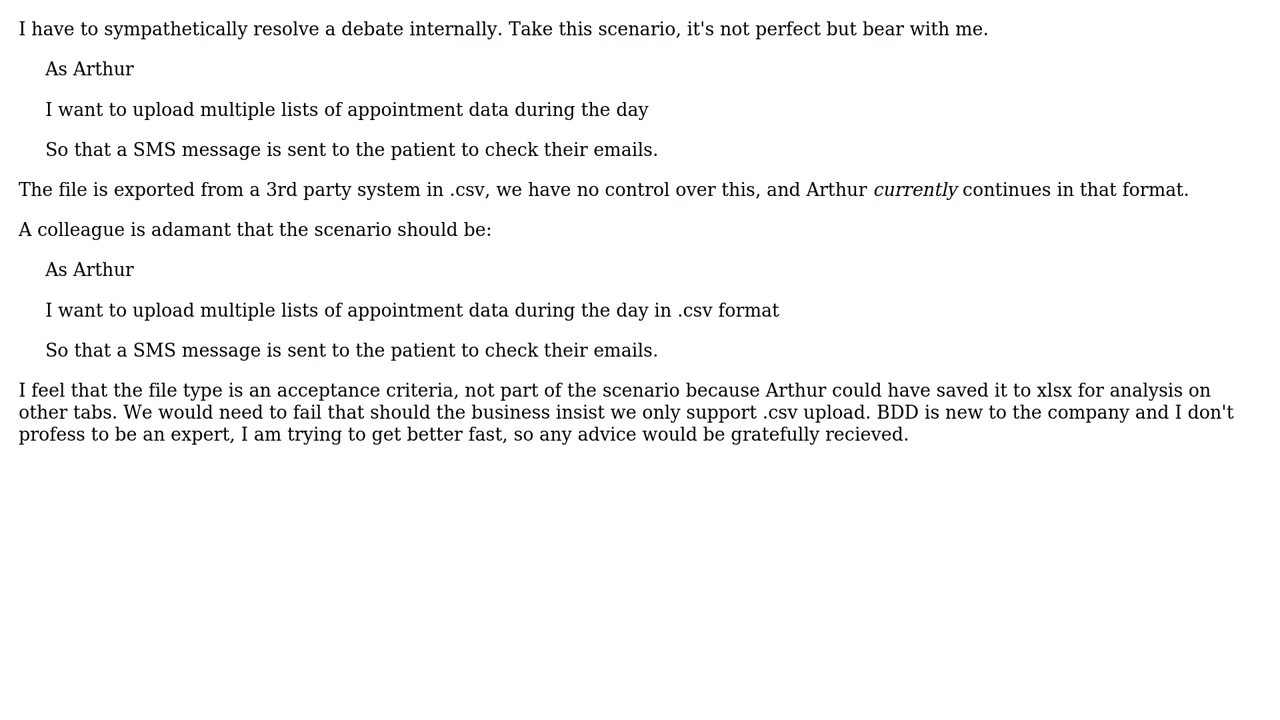 I have to sympathetically resolve a debate internally. Take this scenario, it's not perfect but bear with me.
As Arthur
I want to upload multiple lists of appointment data during the day
So that a SMS message is sent to the patient to check their emails.
The file is exported from a 3rd party system in .csv, we have no control over this, and Arthur currently continues in that format.
A colleague is adamant that the scenario should be:
As Arthur
I want to upload multiple lists of appointment data during the day in .csv format
So that a SMS message is sent to the patient to check their emails.
I feel that the file type is an acceptance criteria, not part of the scenario because Arthur could have saved it to xlsx for analysis on
other tabs. We would need to fail that should the business insist we only support .csv upload. BDD is new to the company and I don't
profess to be an expert, I am trying to get better fast, so any advice would be gratefully recieved.